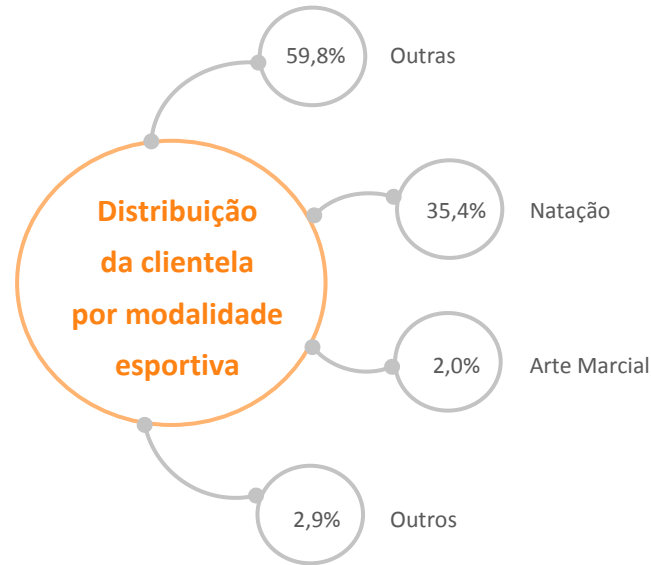 59,8% Outras
Distribuição
da clientela
por modalidade
esportiva
35,4% Natação
2,0% Arte Marcial
2,9% Outros